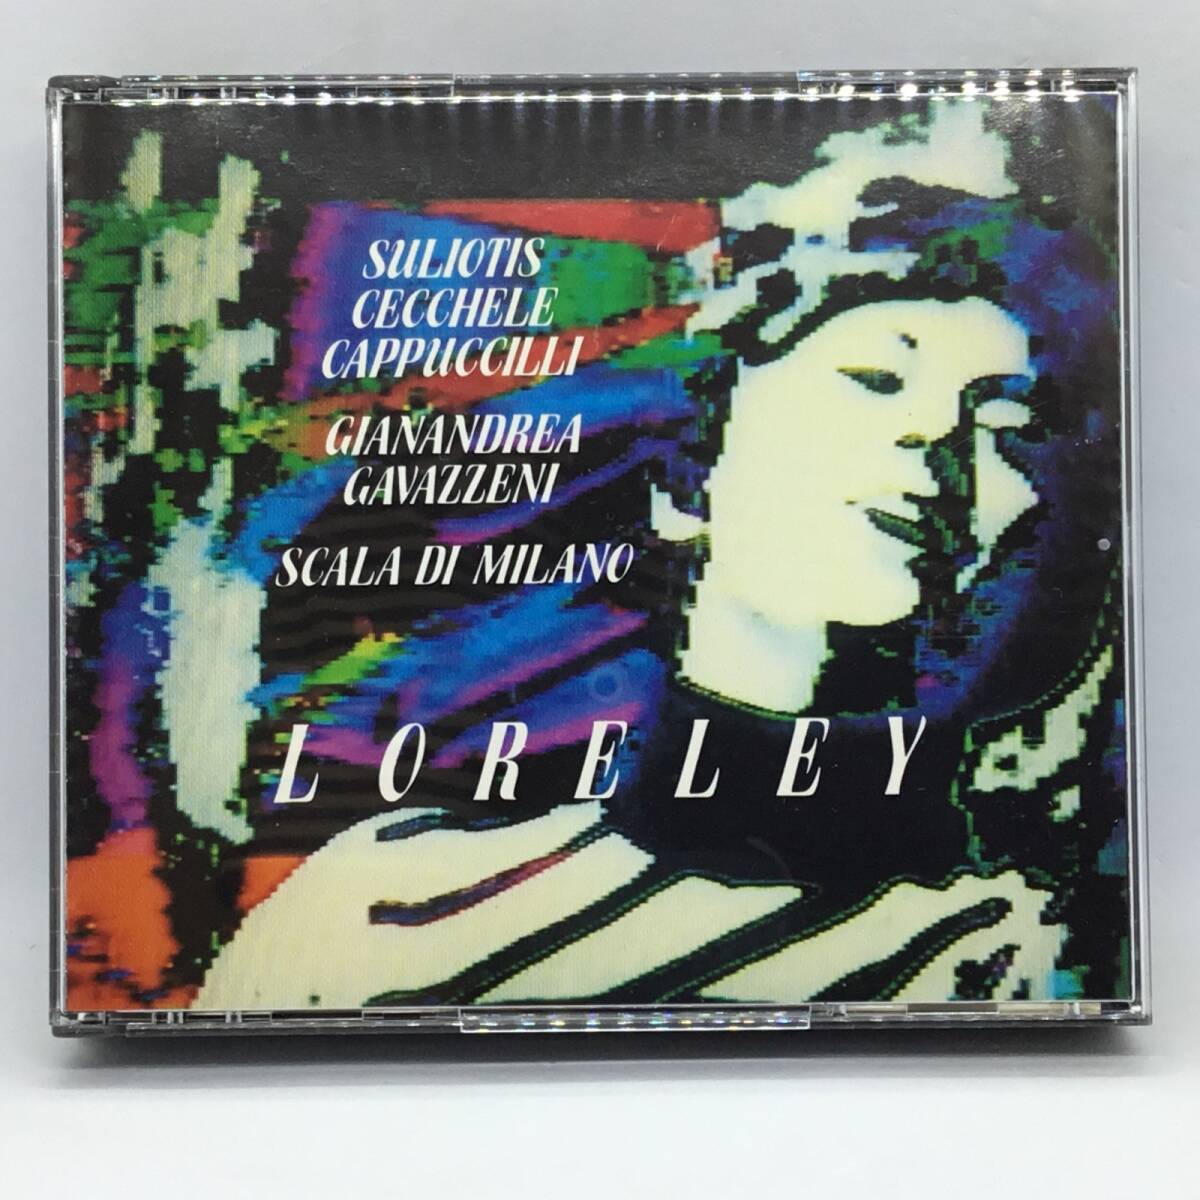 SULIOTIS
CECCHELE
CAPPUCCILLI
GIANANDREA
GAVAZZENI
SCALA DI MILANO
LORELEY